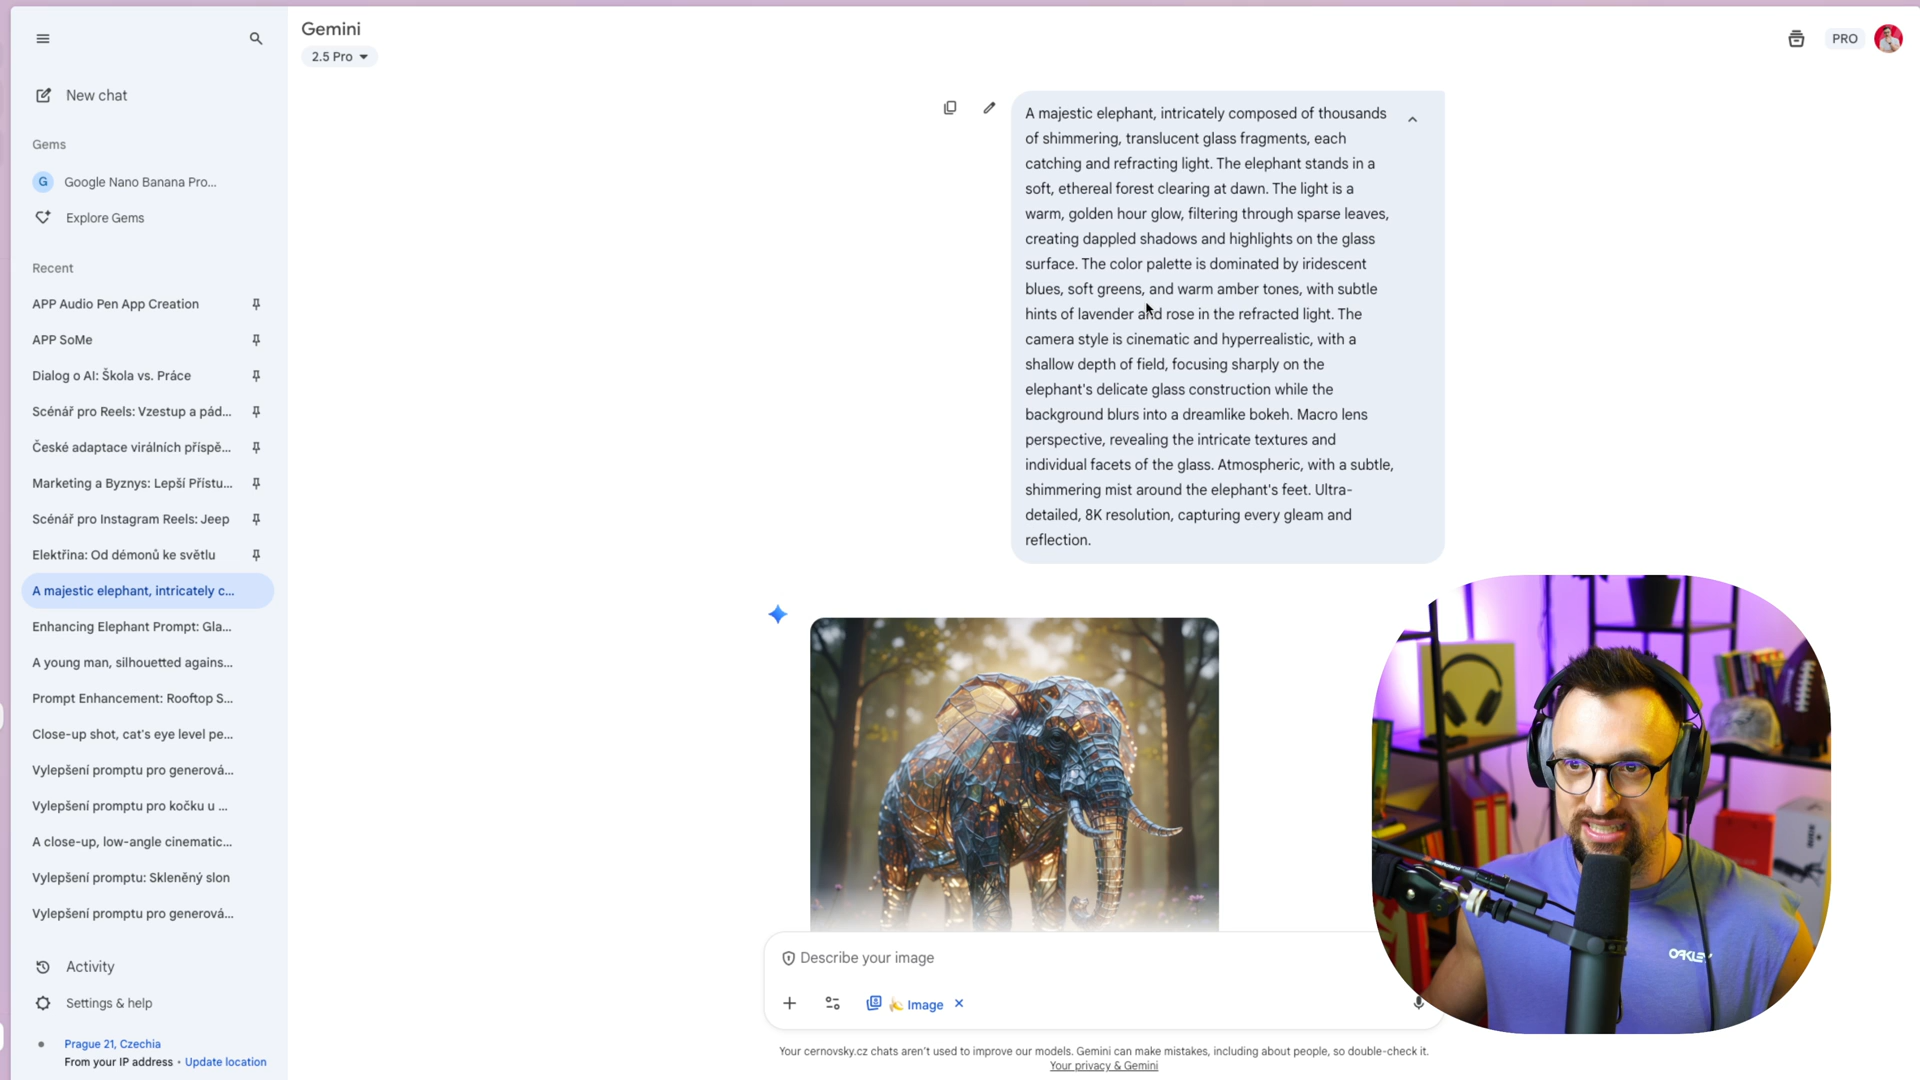 Gemini
2.5 Pro
PRO
New chat
Gems
G
Google Nano Banana Pro...
Explore Gems
Recent
APP Audio Pen App Creation
APP SoMe
Dialog o AI: Škola vs. Práce
Scénář pro Reels: Vzestup a pád...
České adaptace virálních příspě...
Marketing a Byznys: Lepší Přístu...
Scénář pro Instagram Reels: Jeep
Elektřina: Od démonů ke světlu
A majestic elephant, intricately c...
Enhancing Elephant Prompt: Gla...
A young man, silhouetted agains...
Prompt Enhancement: Rooftop S...
Close-up shot, cat's eye level pe...
Vylepšení promptu pro generová...
Vylepšení promptu pro kočku u ...
A close-up, low-angle cinematic...
Vylepšení promptu: Skleněný slon
Vylepšení promptu pro generová...
Activity
Settings & help
Prague 21, Czechia
From your IP address • Update location
A majestic elephant, intricately composed of thousands
of shimmering, translucent glass fragments, each
catching and refracting light. The elephant stands in a
soft, ethereal forest clearing at dawn. The light is a
warm, golden hour glow, filtering through sparse leaves,
creating dappled shadows and highlights on the glass
surface. The color palette is dominated by iridescent
blues, soft greens, and warm amber tones, with subtle
hints of lavender and rose in the refracted light. The
camera style is cinematic and hyperrealistic, with a
shallow depth of field, focusing sharply on the
elephant's delicate glass construction while the
background blurs into a dreamlike bokeh. Macro lens
perspective, revealing the intricate textures and
individual facets of the glass. Atmospheric, with a subtle,
shimmering mist around the elephant's feet. Ultra-
detailed, 8K resolution, capturing every gleam and
reflection.
Describe your image
Image
OAKLEY
Your cernovsky.cz chats aren't used to improve our models. Gemini can make mistakes, including about people, so double-check it.
Your privacy & Gemini